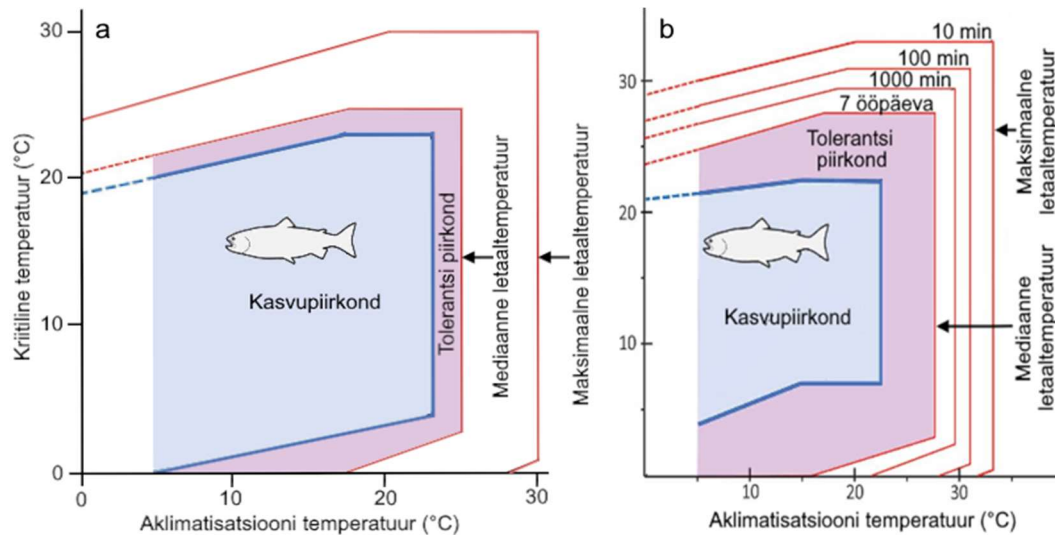 a
Kriitiline temperatuur (°C)
30
20
10
0
0
10
20
30
Aklimatisatsiooni temperatuur (°C)
Kasvupiirkond
Tolerantsi piirkond
Mediaanne letaaltemperatuur
Maksimaalne letaaltemperatuur
b
30
20
10
10
20
30
Aklimatisatsiooni temperatuur (°C)
10 min
100 min
1000 min
7 ööpäeva
Tolerantsi
piirkond
Kasvupiirkond
Maksimaalne
letaaltemperatuur
Mediaanne
letaaltemperatuur